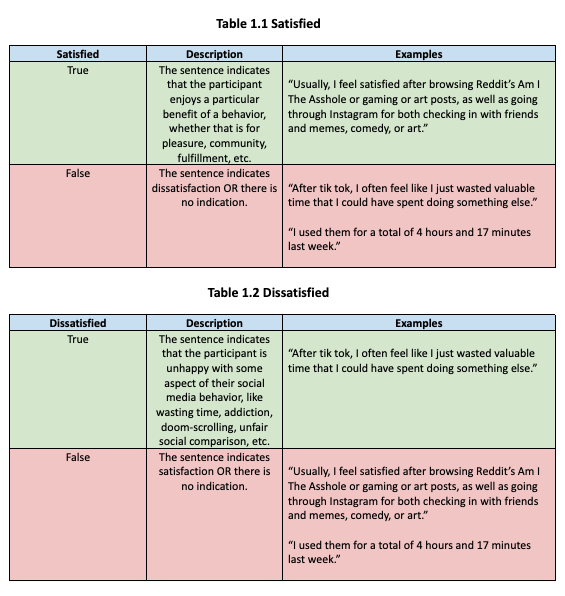 Table 1.1 Satisfied
Satisfied
Description
Examples
True
The sentence indicates
that the participant
enjoys a particular
benefit of a behavior,
whether that is for
pleasure, community,
fulfillment, etc.
“Usually, I feel satisfied after browsing Reddit’s Am I
The Asshole or gaming or art posts, as well as going
through Instagram for both checking in with friends
and memes, comedy, or art.”
False
The sentence indicates
dissatisfaction OR there is
no indication.
“After tik tok, I often feel like I just wasted valuable
time that I could have spent doing something else.”
“I used them for a total of 4 hours and 17 minutes
last week.”
Table 1.2 Dissatisfied
Dissatisfied
Description
Examples
True
The sentence indicates
that the participant is
unhappy with some
aspect of their social
media behavior, like
wasting time, addiction,
doom-scrolling, unfair
social comparison, etc.
“After tik tok, I often feel like I just wasted valuable
time that I could have spent doing something else.”
False
The sentence indicates
satisfaction OR there is
no indication.
“Usually, I feel satisfied after browsing Reddit’s Am I
The Asshole or gaming or art posts, as well as going
through Instagram for both checking in with friends
and memes, comedy, or art.”
“I used them for a total of 4 hours and 17 minutes
last week.”